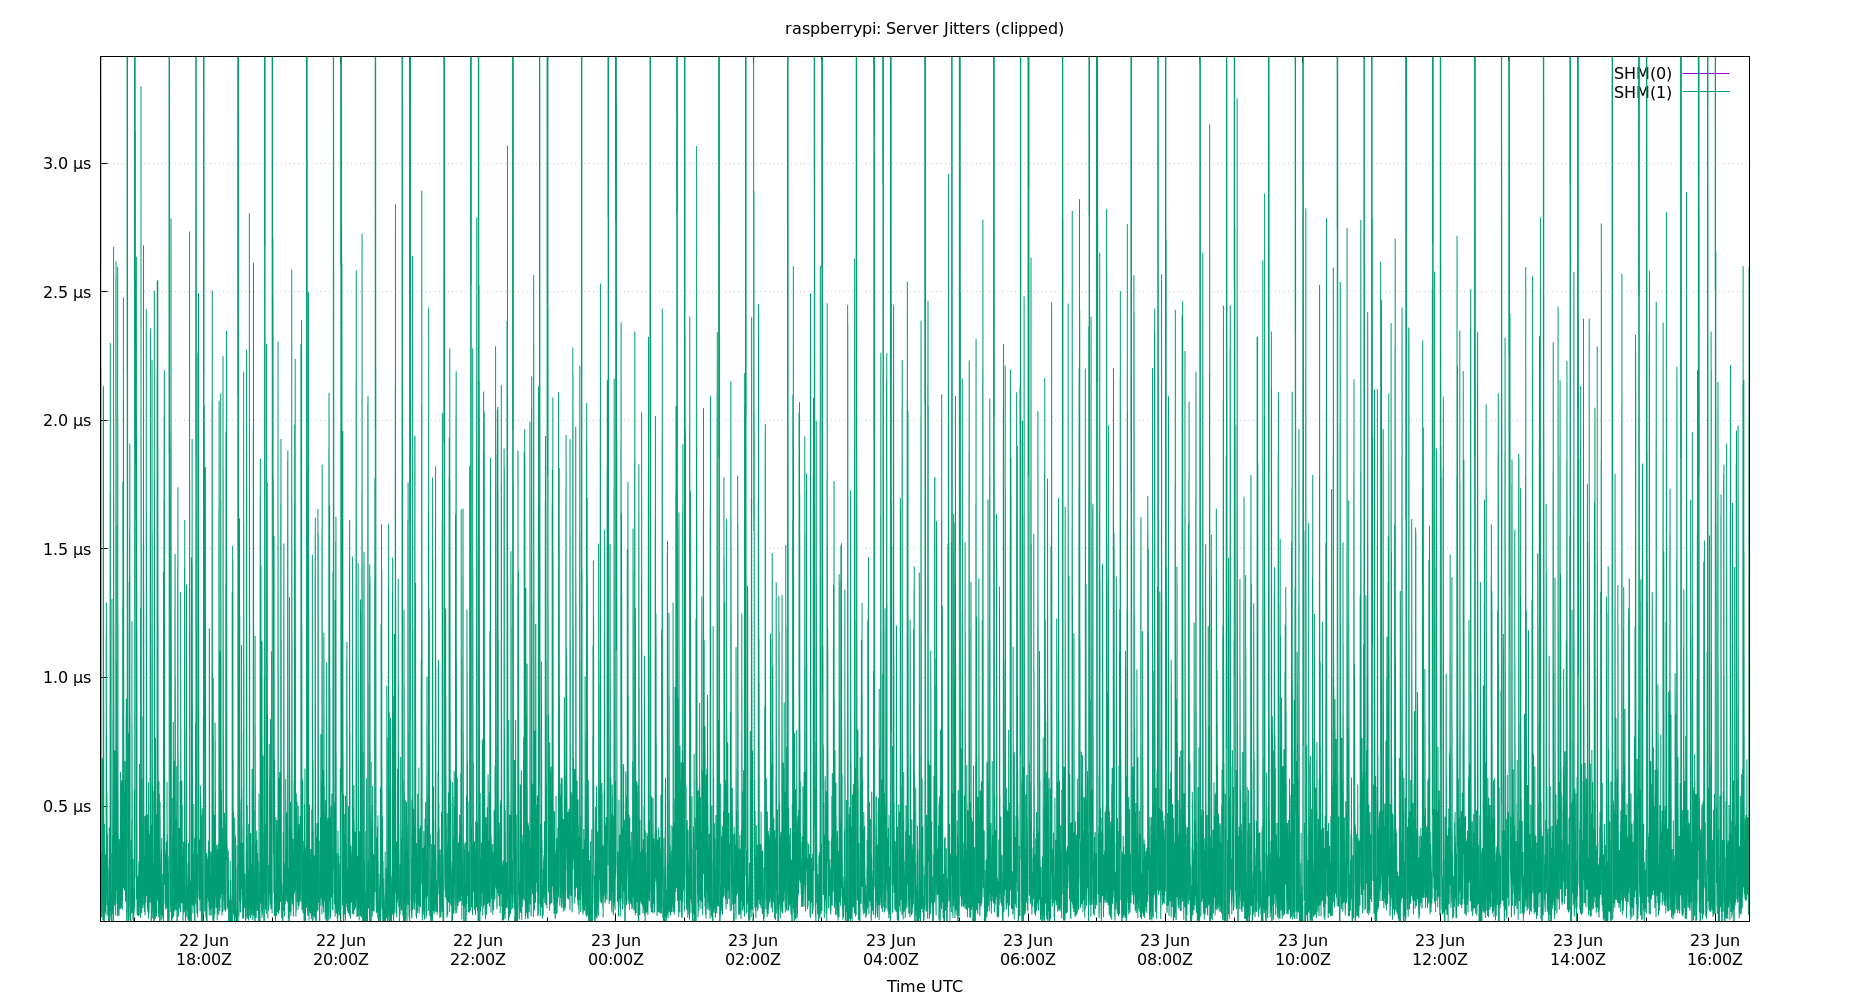 raspberrypi: Server Jitters (clipped)
SHM(0)
SHM(1)
3.0 μs
2.5 μs
2.0 μs
1.5 μs
1.0 μs
0.5 μs
22 Jun 22 Jun 22 Jun 23 Jun 23 Jun 23 Jun 23 Jun 23 Jun 23 Jun 23 Jun 23 Jun 23 Jun
18:00Z 20:00Z 22:00Z 00:00Z 02:00Z 04:00Z 06:00Z 08:00Z 10:00Z 12:00Z 14:00Z 16:00Z
Time UTC